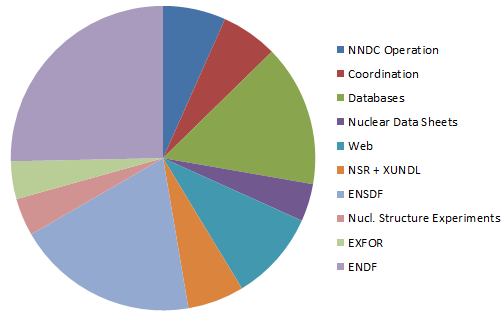 NNDC Operation
Coordination
Databases
Nuclear Data Sheets
Web
NSR + XUNDL
ENSDF
Nucl. Structure Experiments
EXFOR
ENDF